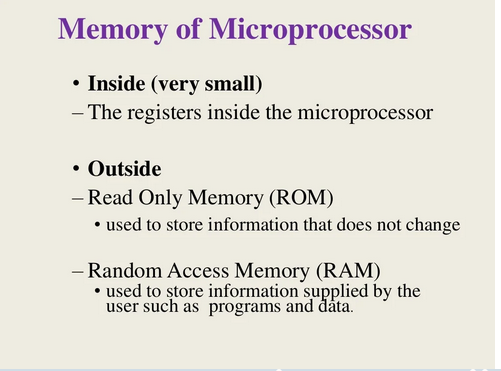 Memory of Microprocessor
• Inside (very small)
– The registers inside the microprocessor
• Outside
– Read Only Memory (ROM)
• used to store information that does not change
– Random Access Memory (RAM)
• used to store information supplied by the
user such as programs and data.